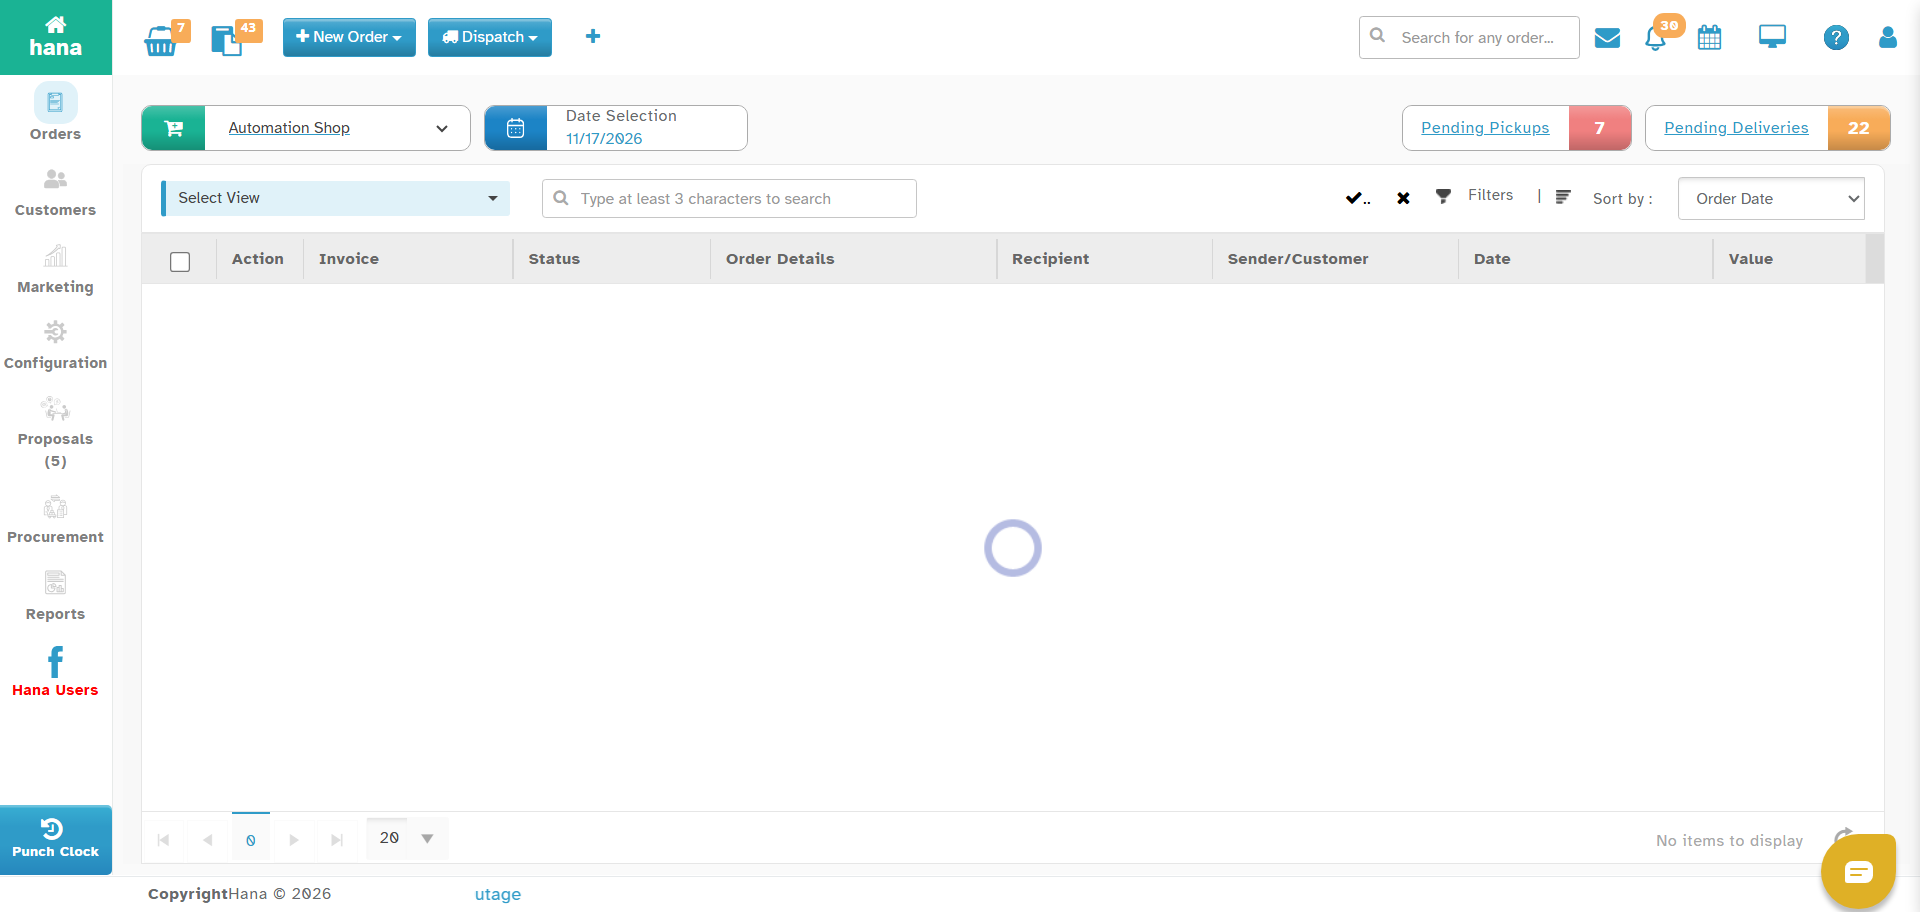 hana
7
43
New Order
Dispatch
Search for any order...
30
Orders
Customers
Marketing
Configuration
Proposals
(5)
Procurement
Reports
Hana Users
Punch Clock
Automation Shop
Date Selection
11/17/2026
Pending Pickups
7
Pending Deliveries
22
Select View
Type at least 3 characters to search
..
Filters
|
Sort by :
Order Date
Action
Invoice
Status
Order Details
Recipient
Sender/Customer
Date
Value
0
20
No items to display
CopyrightHana © 2026
utage